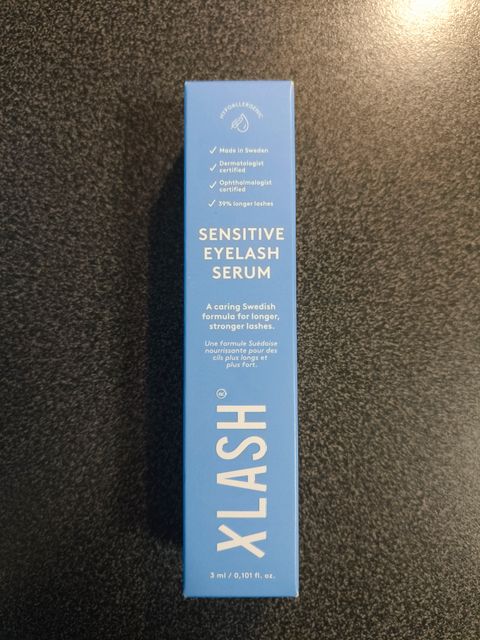 HYPOALLERGENIC
✓ Made in Sweden
✓ Dermatologist
certified
✓ Ophthalmologist
certified
✓ 39% longer lashes
SENSITIVE
EYELASH
SERUM
A caring Swedish
formula for longer,
stronger lashes.
Une formule Suédoise
nourrissante pour des
cils plus longs et
plus fort.
XLASH
3 ml / 0,101 fl. oz.